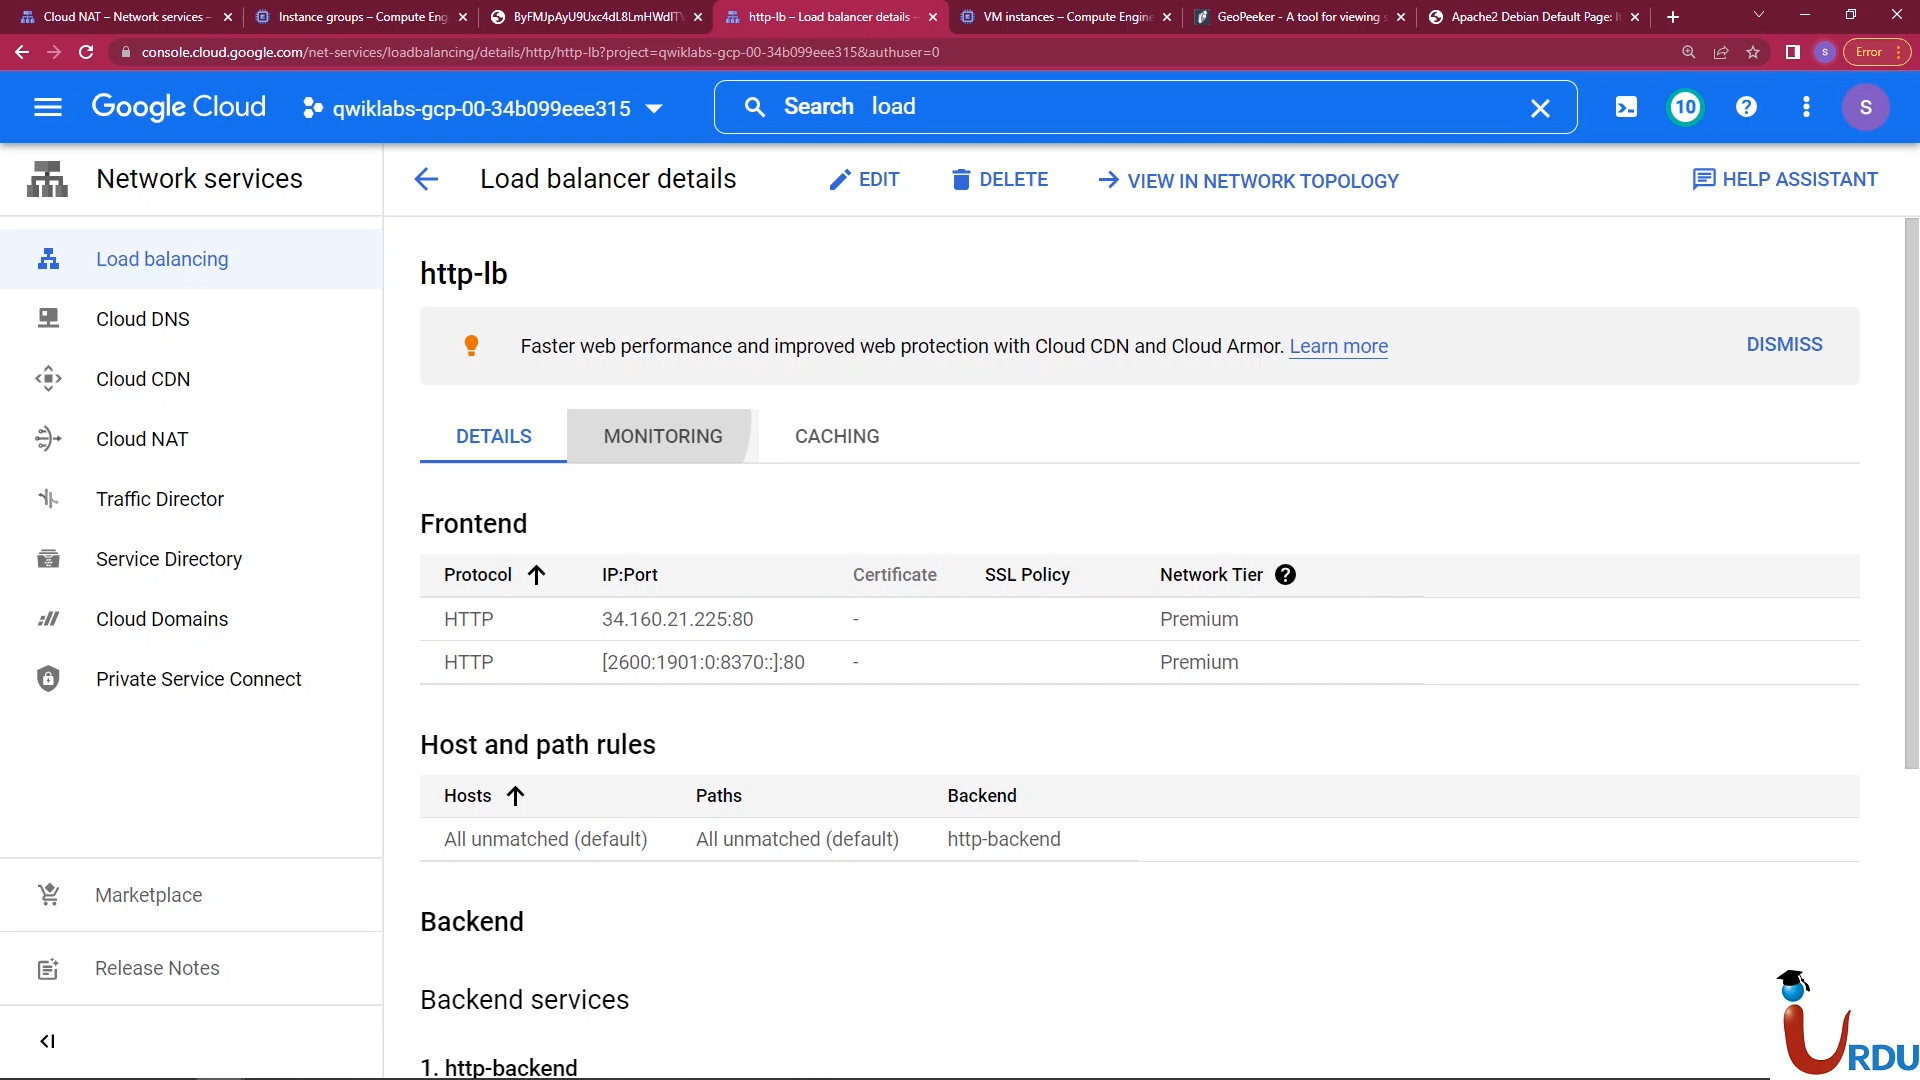 Cloud NAT – Network services –
Instance groups – Compute Eng
ByFMJpAyU9Uxc4dL8LmHWdIT
http-lb – Load balancer details –
VM instances – Compute Engine
GeoPeeker - A tool for viewing s
Apache2 Debian Default Page: It
console.cloud.google.com/net-services/loadbalancing/details/http/http-lb?project=qwiklabs-gcp-00-34b099eee315&authuser=0
S
Error
Google Cloud
qwiklabs-gcp-00-34b099eee315
Search load
10
S
Network services
Load balancer details
EDIT
DELETE
VIEW IN NETWORK TOPOLOGY
HELP ASSISTANT
Load balancing
Cloud DNS
Cloud CDN
Cloud NAT
Traffic Director
Service Directory
Cloud Domains
Private Service Connect
Marketplace
Release Notes
http-lb
Faster web performance and improved web protection with Cloud CDN and Cloud Armor. Learn more
DISMISS
DETAILS MONITORING CACHING
Frontend
Protocol IP:Port Certificate SSL Policy Network Tier
HTTP 34.160.21.225:80 - Premium
HTTP [2600:1901:0:8370::]:80 - Premium
Host and path rules
Hosts Paths Backend
All unmatched (default) All unmatched (default) http-backend
Backend
Backend services
1. http-backend
iURDU